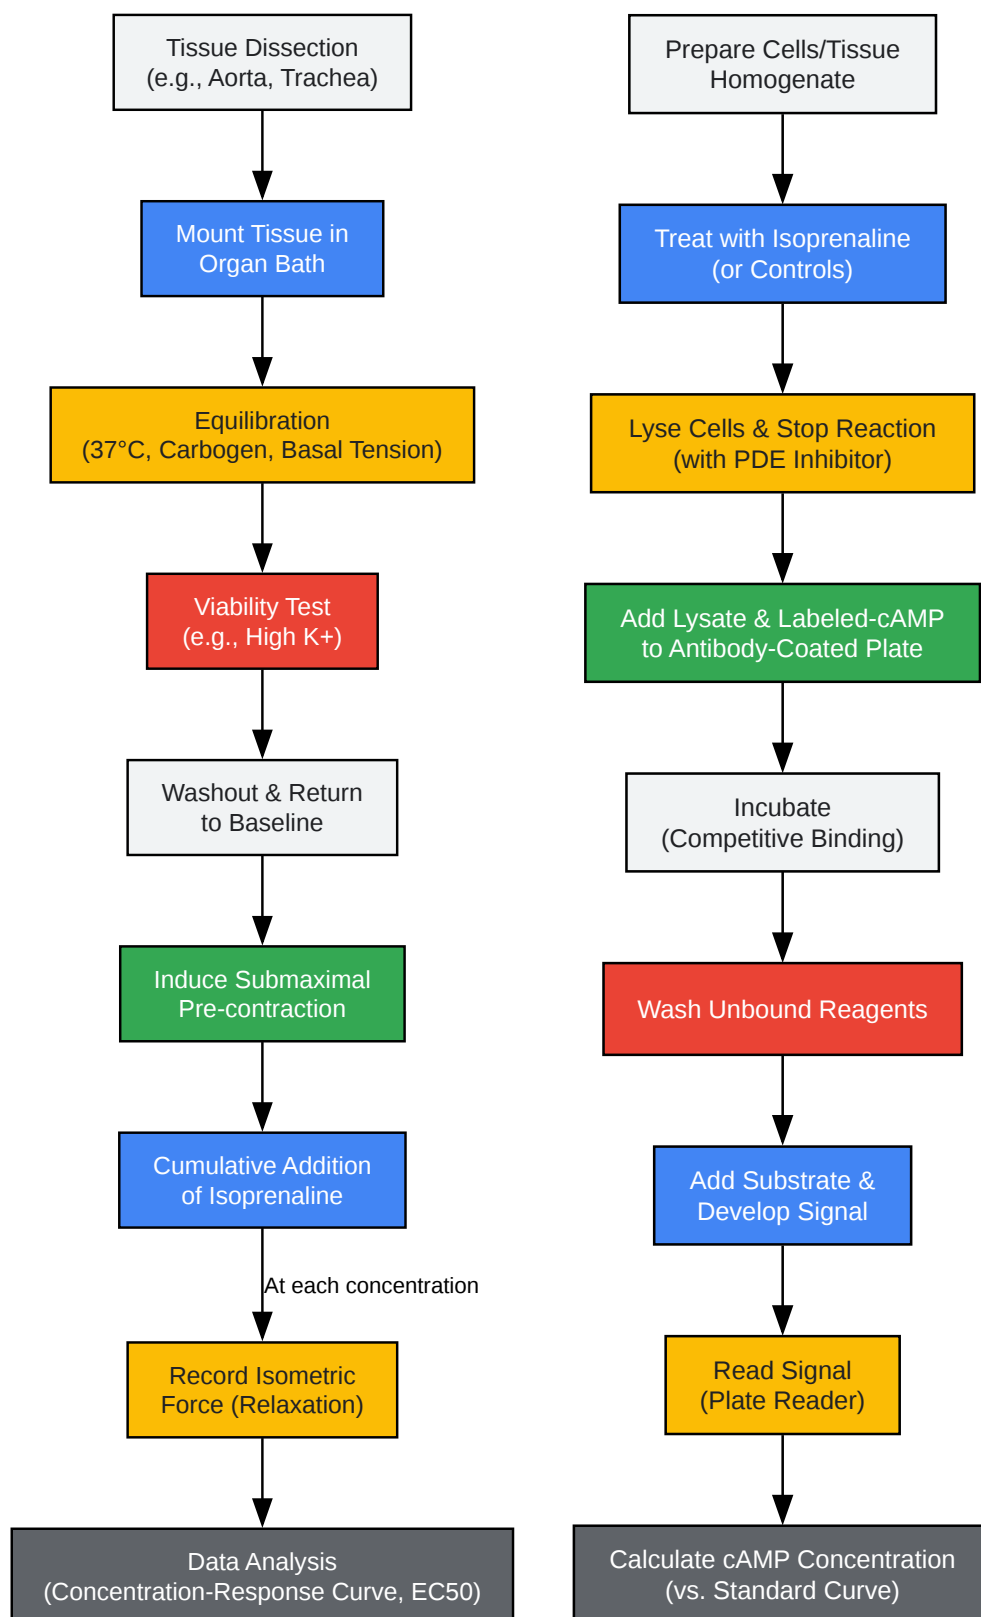 Tissue Dissection
(e.g., Aorta, Trachea)
Mount Tissue in
Organ Bath
Equilibration
(37°C, Carbogen, Basal Tension)
Viability Test
(e.g., High K+)
Washout & Return
to Baseline
Induce Submaximal
Pre-contraction
Cumulative Addition
of Isoprenaline
At each concentration
Record Isometric
Force (Relaxation)
Data Analysis
(Concentration-Response Curve, EC50)
Prepare Cells/Tissue
Homogenate
Treat with Isoprenaline
(or Controls)
Lyse Cells & Stop Reaction
(with PDE Inhibitor)
Add Lysate & Labeled-cAMP
to Antibody-Coated Plate
Incubate
(Competitive Binding)
Wash Unbound Reagents
Add Substrate &
Develop Signal
Read Signal
(Plate Reader)
Calculate cAMP Concentration
(vs. Standard Curve)